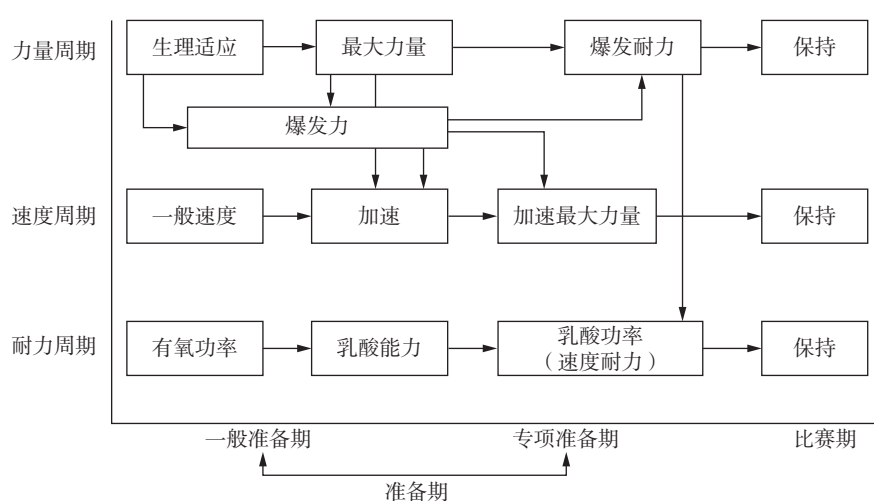 力量周期
生理适应
最大力量
爆发耐力
保持
爆发力
速度周期
一般速度
加速
加速最大力量
保持
耐力周期
有氧功率
乳酸能力
乳酸功率
（速度耐力）
保持
一般准备期
专项准备期
比赛期
准备期